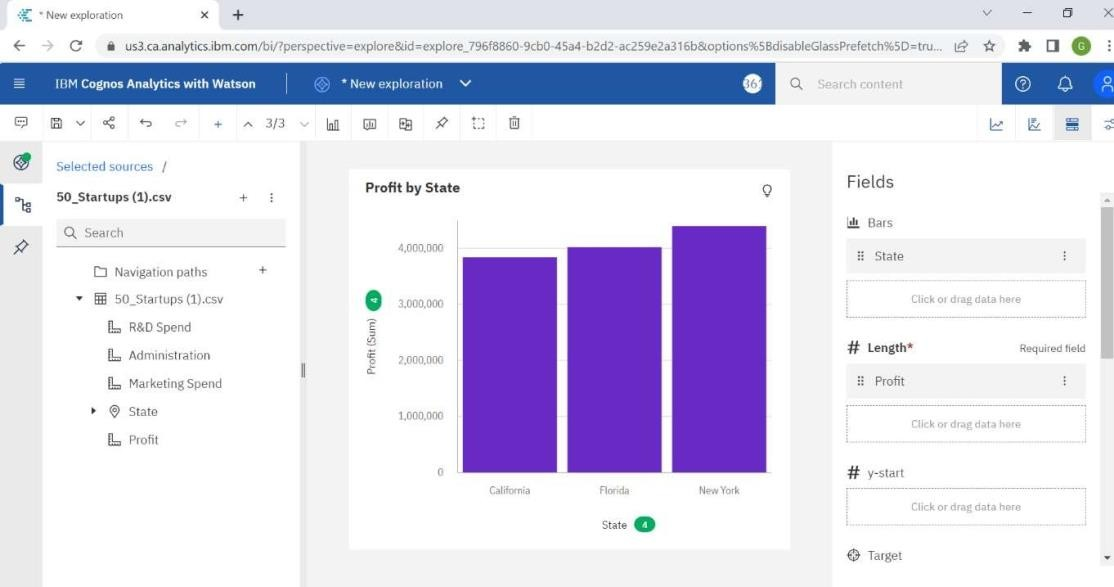 * New exploration
us3.ca.analytics.ibm.com/bi/?perspective=explore&id=explore_796f8860-9cb0-45a4-b2d2-ac259e2a316b&options%5BdisableGlassPrefetch%5D=tru...
G
IBM Cognos Analytics with Watson
* New exploration
361
Search content
3/3
Selected sources /
50_Startups (1).csv
Search
Navigation paths
50_Startups (1).csv
R&D Spend
Administration
Marketing Spend
State
Profit
Profit by State
4,000,000
3,000,000
2,000,000
1,000,000
0
4
Profit (Sum)
California Florida New York
State 4
Fields
Bars
State
Click or drag data here
# Length* Required field
Profit
Click or drag data here
# y-start
Click or drag data here
Target